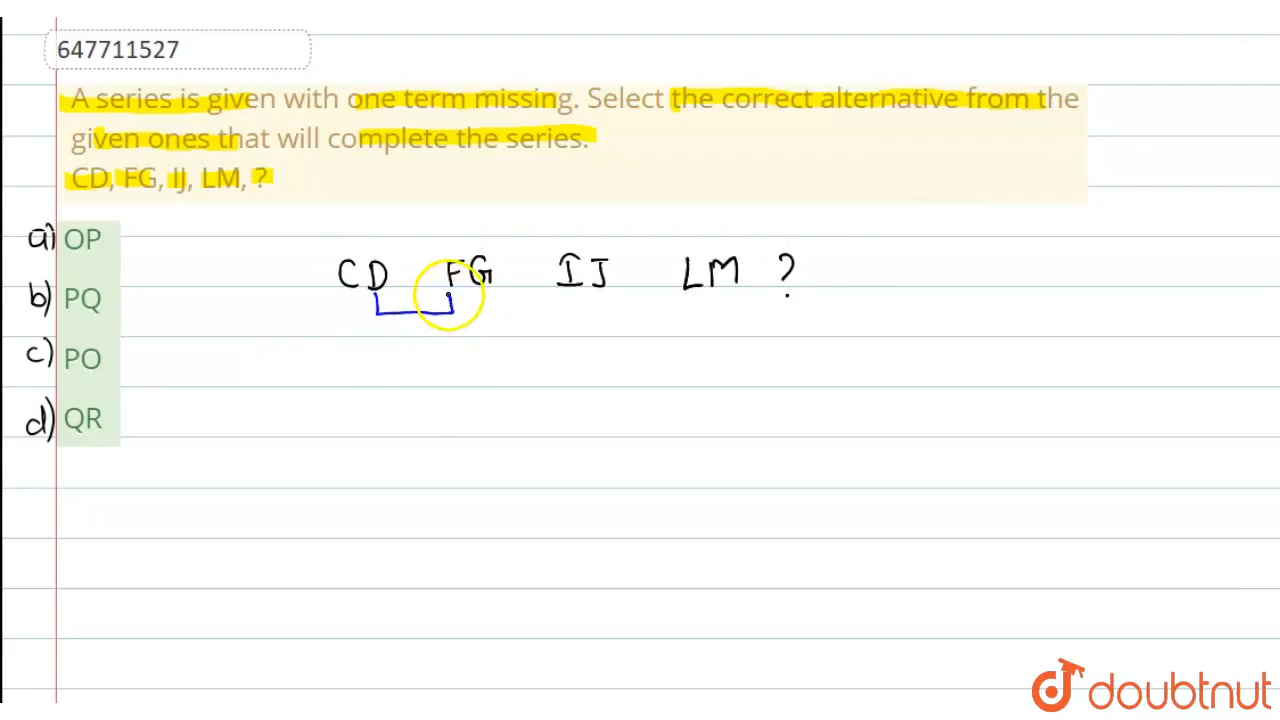 647711527
A series is given with one term missing. Select the correct alternative from the
given ones that will complete the series.
CD, FG, IJ, LM, ?
a) OP
CD FG IJ LM ?
b) PQ
c) PO
d) QR
doubtnut